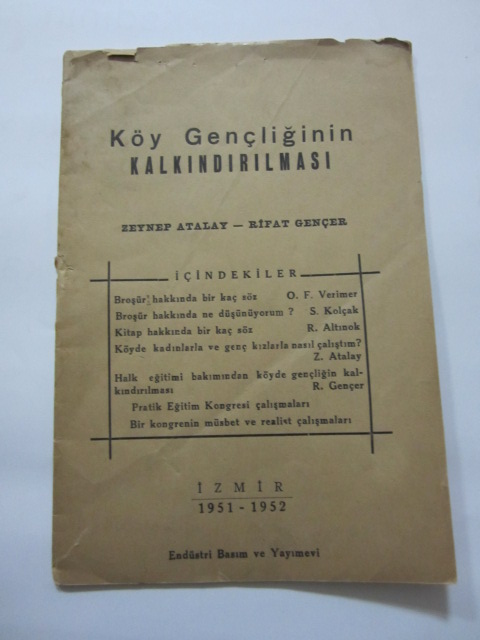 Köy Gençliğinin
KALKINDIRILMASI
ZEYNEP ATALAY — RİFAT GENÇER
İÇİNDEKİLER
Broşür hakkında bir kaç söz O. F. Verimer
Broşür hakkında ne düşünüyorum ? S. Kolçak
Kitap hakkında bir kaç söz R. Altınok
Köyde kadınlarla ve genç kızlarla nasıl çalıştım?
Z. Atalay
Halk eğitimi bakımından köyde gençliğin kal-
kındırılması R. Gençer
Pratik Eğitim Kongresi çalışmaları
Bir kongrenin müsbet ve realist çalışmaları
İZMİR
1951 - 1952
Endüstri Basım ve Yayımevi